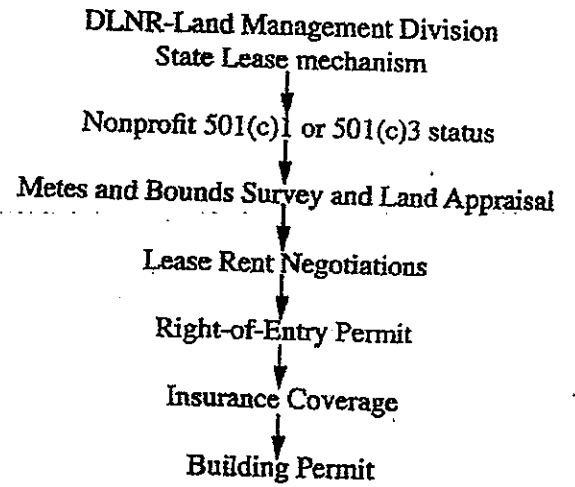 DLNR-Land Management Division
State Lease mechanism
Nonprofit 501(c)1 or 501(c)3 status
Metes and Bounds Survey and Land Appraisal
Lease Rent Negotiations
Right-of-Entry Permit
Insurance Coverage
Building Permit